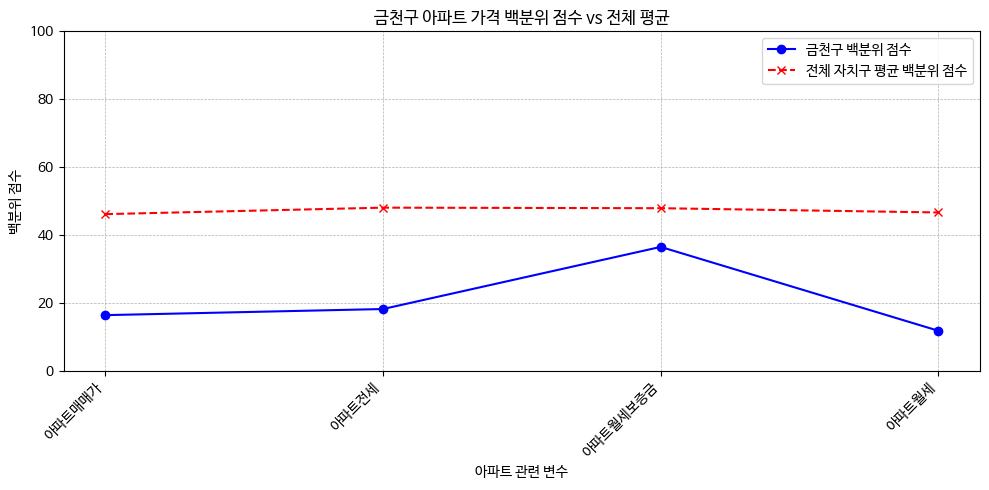 금천구 아파트 가격 백분위 점수 vs 전체 평균
금천구 백분위 점수
전체 자치구 평균 백분위 점수
백분위 점수
100
80
60
40
20
0
아파트매매가
아파트전세
아파트월세보증금
아파트월세
아파트 관련 변수